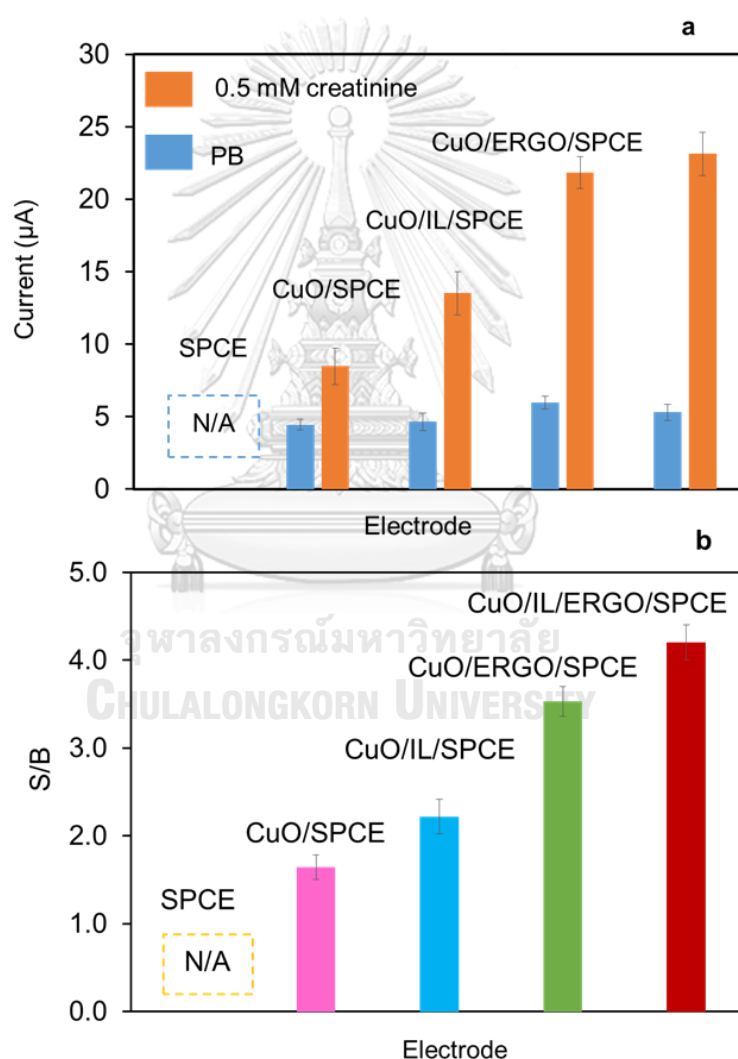 a
30
0.5 mM creatinine
25
PB
CuO/ERGO/SPCE
20
CuO/IL/SPCE
15
CuO/SPCE
10
SPCE
N/A
5
0
Current (µA)
Electrode
b
5.0
CuO/IL/ERGO/SPCE
จุฬาลงกรณ์มหาวิทยาลัย
4.0
CuO/ERGO/SPCE
CHULALONGKORN UNIVERSITY
3.0
CuO/IL/SPCE
S/B
2.0
CuO/SPCE
SPCE
1.0
N/A
0.0
Electrode